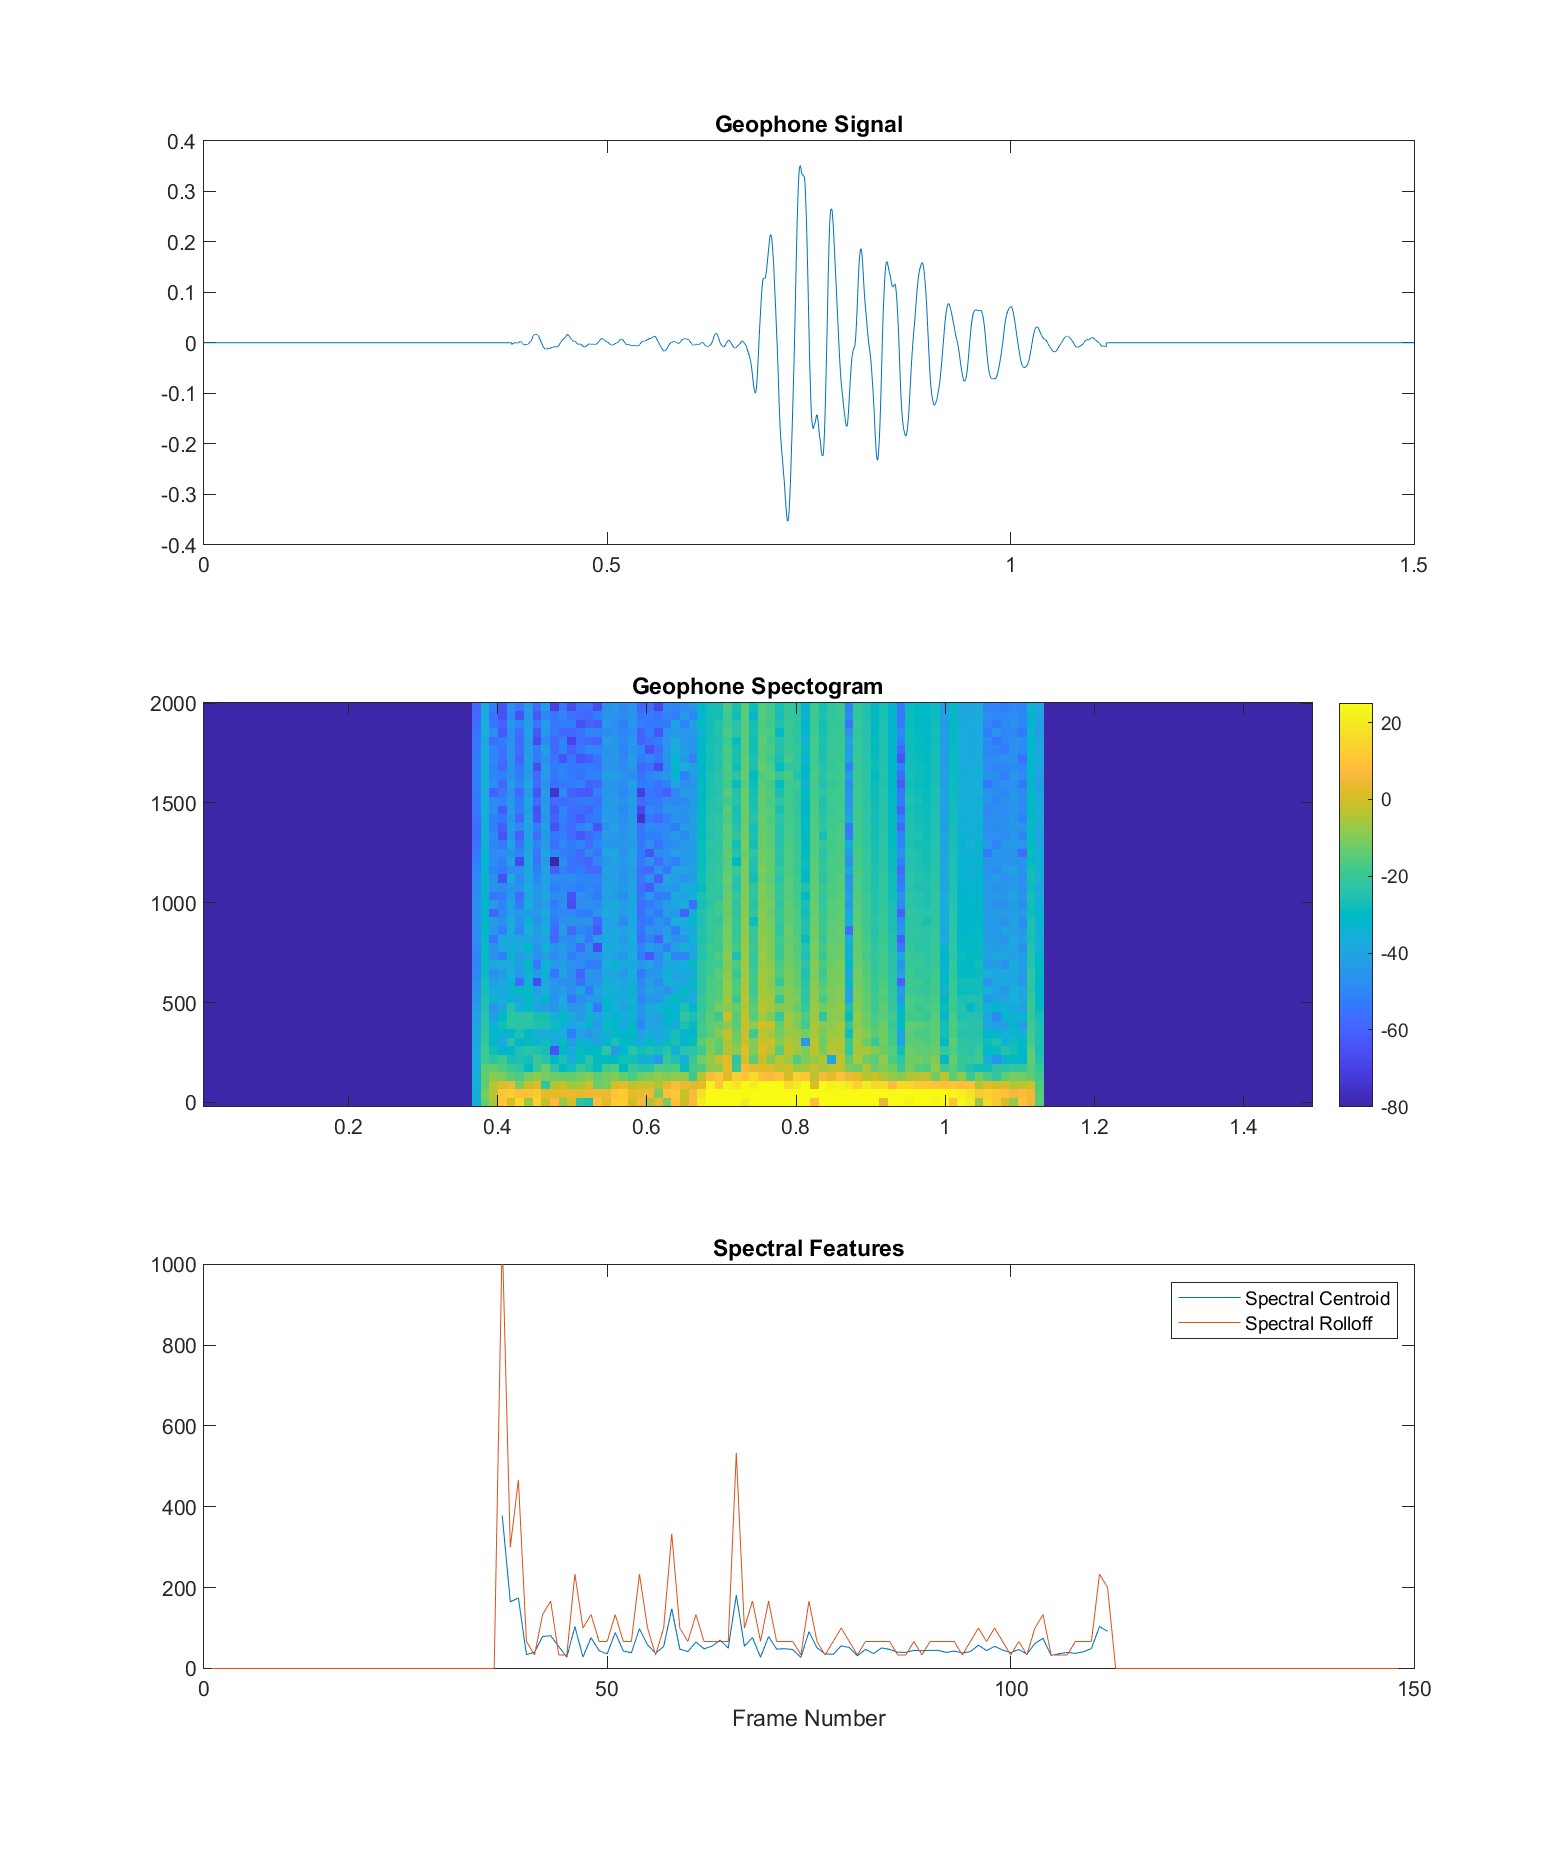 Geophone Signal
0.4
0.3
0.2
0.1
0
-0.1
-0.2
-0.3
-0.4
0 0.5 1 1.5
Geophone Spectogram
2000
1500
1000
500
0
0.2 0.4 0.6 0.8 1 1.2 1.4
20
0
-20
-40
-60
-80
Spectral Features
1000
800
600
400
200
0
0 50 100 150
Spectral Centroid
Spectral Rolloff
Frame Number